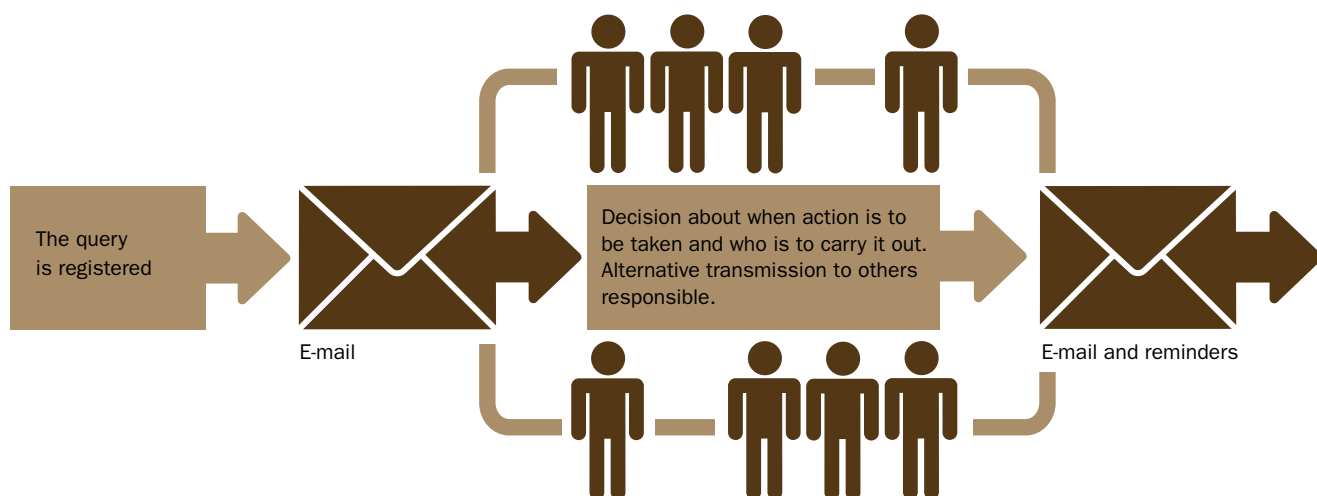 The query
is registered
E-mail
Decision about when action is to
be taken and who is to carry it out.
Alternative transmission to others
responsible.
E-mail and reminders